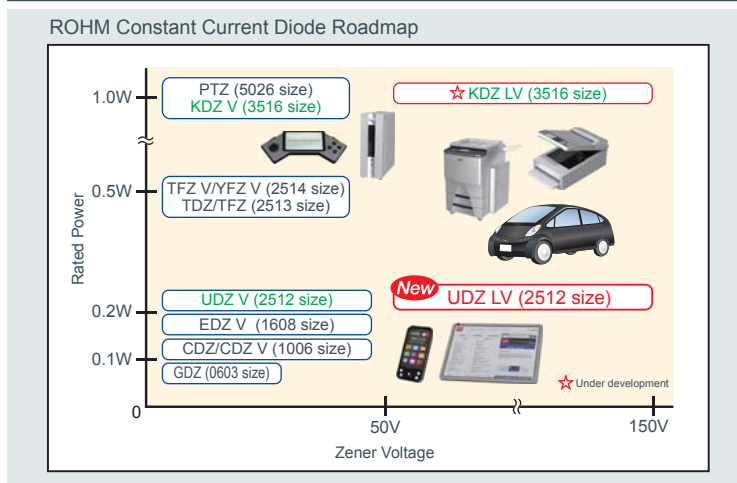 ROHM Constant Current Diode Roadmap
1.0W
PTZ (5026 size)
KDZ V (3516 size)
☆KDZ LV (3516 size)
0.5W
TFZ V/YFZ V (2514 size)
TDZ/TFZ (2513 size)
Rated Power
New
UDZ V (2512 size)
UDZ LV (2512 size)
0.2W
EDZ V (1608 size)
CDZ/CDZ V (1006 size)
0.1W
GDZ (0603 size)
☆Under development
0
50V
150V
Zener Voltage